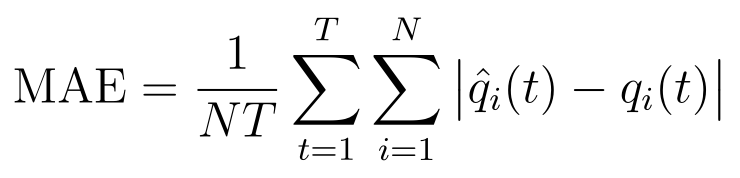 MAE = \frac{1}{NT} \sum_{t=1}^{T} \sum_{i=1}^{N} \left| \hat{q}_i(t) - q_i(t) \right|